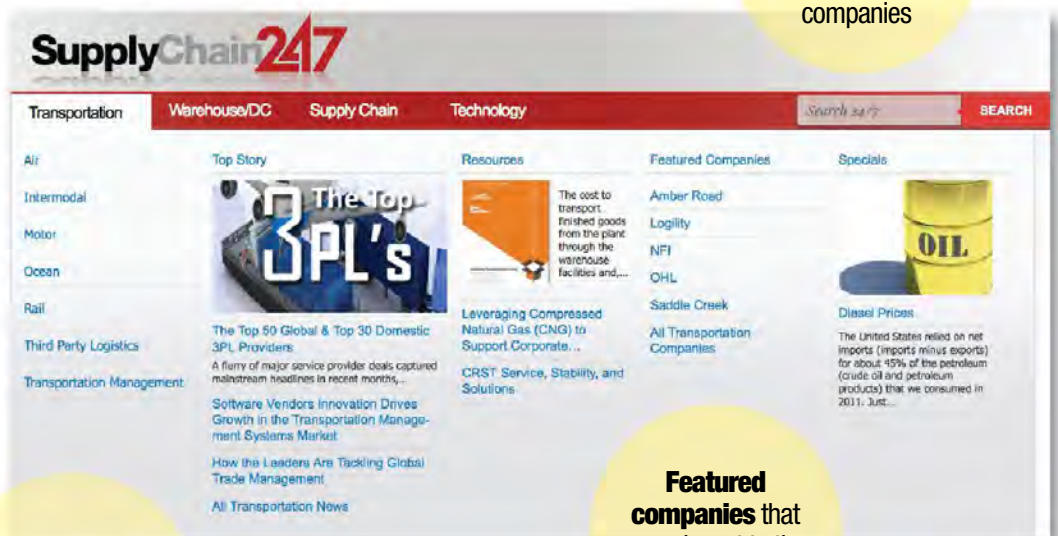 companies
SupplyChain247
Transportation
Warehouse/DC
Supply Chain
Technology
Search 24/7
SEARCH
Air
Intermodal
Motor
Ocean
Rail
Third Party Logistics
Transportation Management
Top Story
The Top
3PL's
The Top 50 Global & Top 30 Domestic
3PL Providers
A flurry of major service provider deals captured
mainstream headlines in recent months,...
Software Vendors Innovation Drives
Growth in the Transportation Manage-
ment Systems Market
How the Leaders Are Tackling Global
Trade Management
All Transportation News
Resources
The cost to
transport
finished goods
from the plant
through the
warehouse
facilities and,...
Leveraging Compressed
Natural Gas (CNG) to
Support Corporate...
CRST Service, Stability, and
Solutions
Featured Companies
Amber Road
Logility
NFI
OHL
Saddle Creek
All Transportation
Companies
Specials
OIL
Diesel Prices
The United States relied on net
imports (imports minus exports)
for about 45% of the petroleum
(crude oil and petroleum
products) that we consumed in
2011. Just...
Featured
companies that